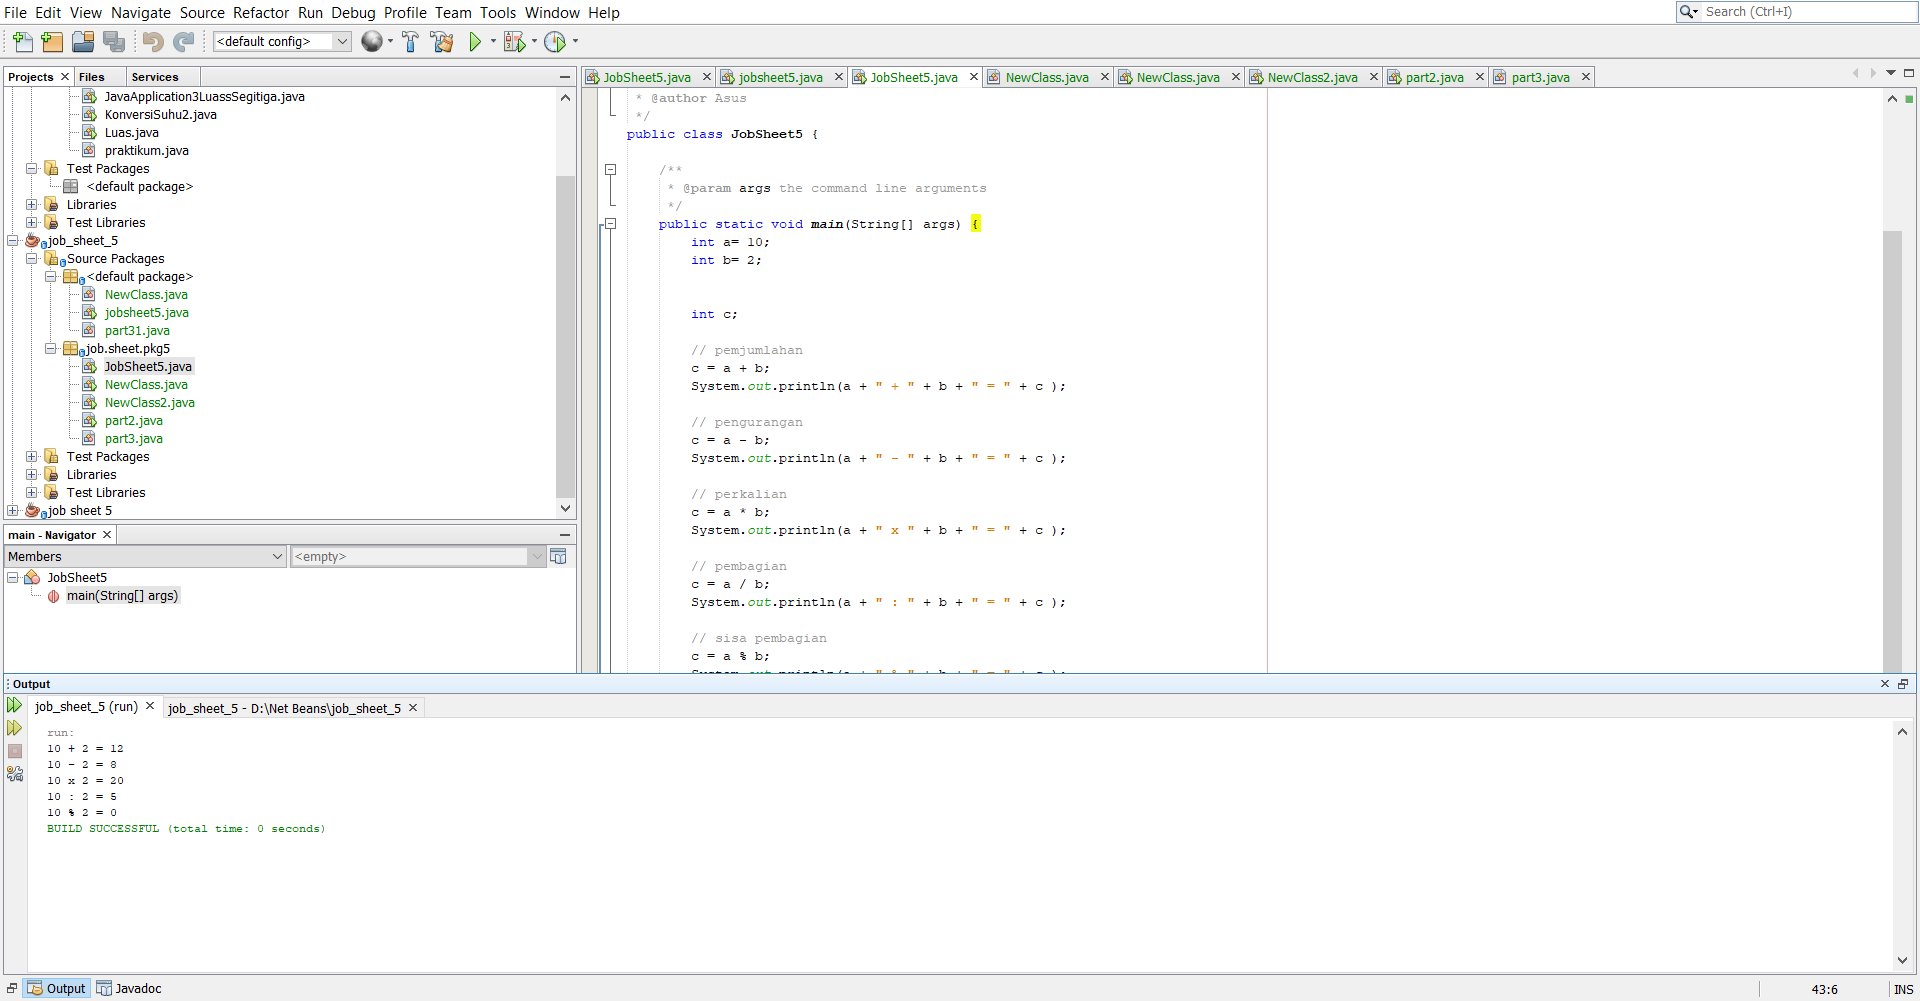 File Edit View Navigate Source Refactor Run Debug Profile Team Tools Window Help
Search (Ctrl+I)
<default config>
Projects Files Services
JavaApplication3LuassSegitiga.java
KonversiSuhu2.java
Luas.java
praktikum.java
Test Packages
<default package>
Libraries
Test Libraries
job_sheet_5
Source Packages
<default package>
NewClass.java
jobsheet5.java
part31.java
job.sheet.pkg5
JobSheet5.java
NewClass.java
NewClass2.java
part2.java
part3.java
Test Packages
Libraries
Test Libraries
job sheet 5
main - Navigator
Members <empty>
JobSheet5
main(String[] args)
JobSheet5.java jobsheet5.java JobSheet5.java NewClass.java NewClass.java NewClass2.java part2.java part3.java
* @author Asus
*/
public class JobSheet5 {
/**
* @param args the command line arguments
*/
public static void main(String[] args) {
int a= 10;
int b= 2;
int c;
// pemjumlahan
c = a + b;
System.out.println(a + " + " + b + " = " + c );
// pengurangan
c = a - b;
System.out.println(a + " - " + b + " = " + c );
// perkalian
c = a * b;
System.out.println(a + " x " + b + " = " + c );
// pembagian
c = a / b;
System.out.println(a + " : " + b + " = " + c );
// sisa pembagian
c = a % b;
Output
job_sheet_5 (run) job_sheet_5 - D:\Net Beans\job_sheet_5
run:
10 + 2 = 12
10 - 2 = 8
10 x 2 = 20
10 : 2 = 5
10 % 2 = 0
BUILD SUCCESSFUL (total time: 0 seconds)
Output Javadoc
43:6 INS